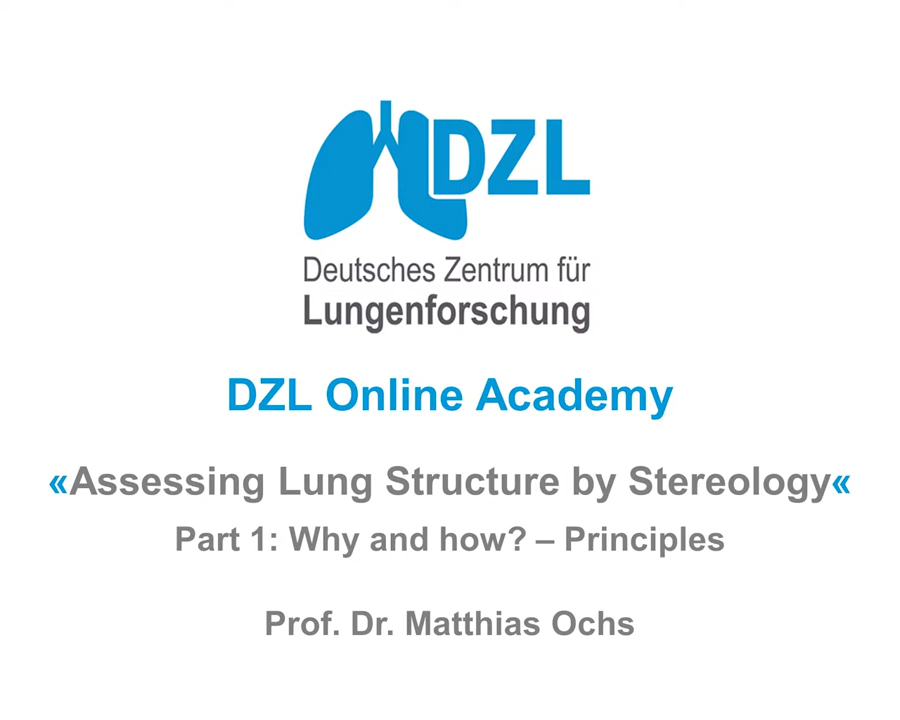 DZL
Deutsches Zentrum für
Lungenforschung
DZL Online Academy
«Assessing Lung Structure by Stereology«
Part 1: Why and how? – Principles
Prof. Dr. Matthias Ochs